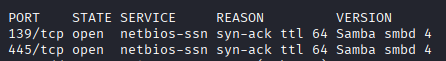 PORT STATE SERVICE REASON VERSION
139/tcp open netbios-ssn syn-ack ttl 64 Samba smbd 4
445/tcp open netbios-ssn syn-ack ttl 64 Samba smbd 4